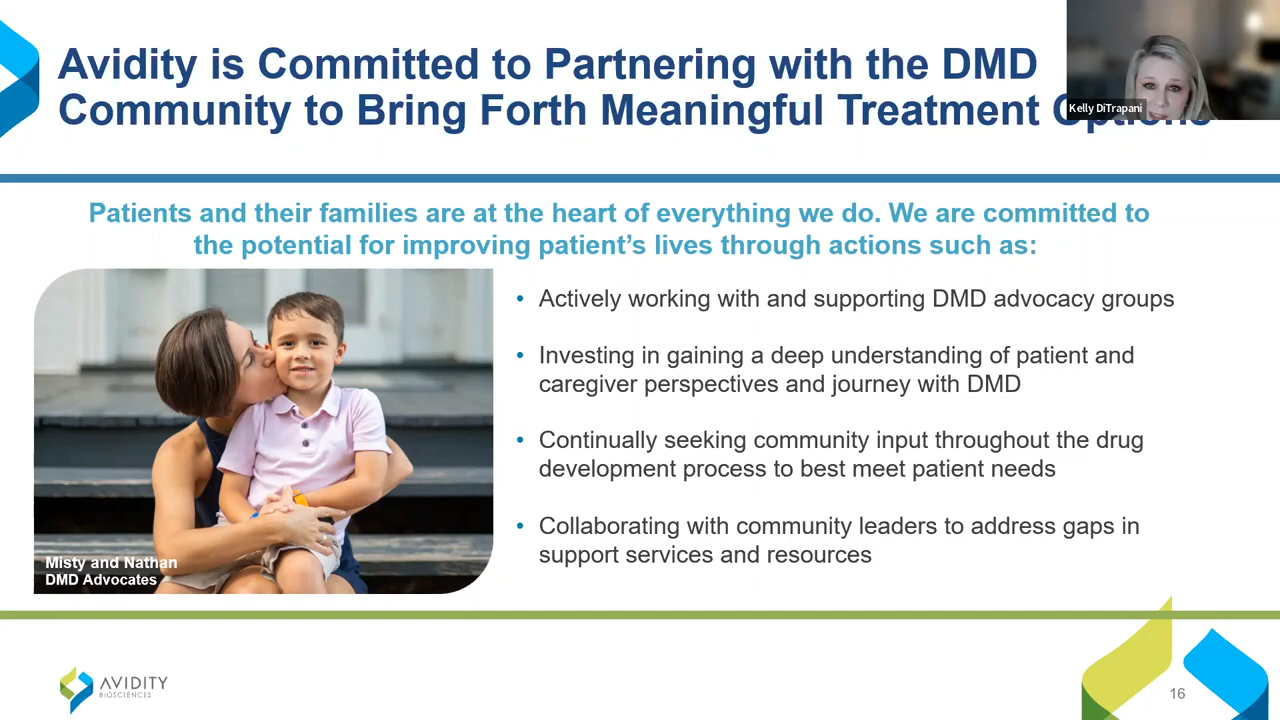 Avidity is Committed to Partnering with the DMD
Community to Bring Forth Meaningful Treatment Options
Kelly DiTrapani
Patients and their families are at the heart of everything we do. We are committed to
the potential for improving patient’s lives through actions such as:
• Actively working with and supporting DMD advocacy groups
• Investing in gaining a deep understanding of patient and
caregiver perspectives and journey with DMD
• Continually seeking community input throughout the drug
development process to best meet patient needs
• Collaborating with community leaders to address gaps in
support services and resources
Misty and Nathan
DMD Advocates
AVIDITY
BIOSCIENCES
16